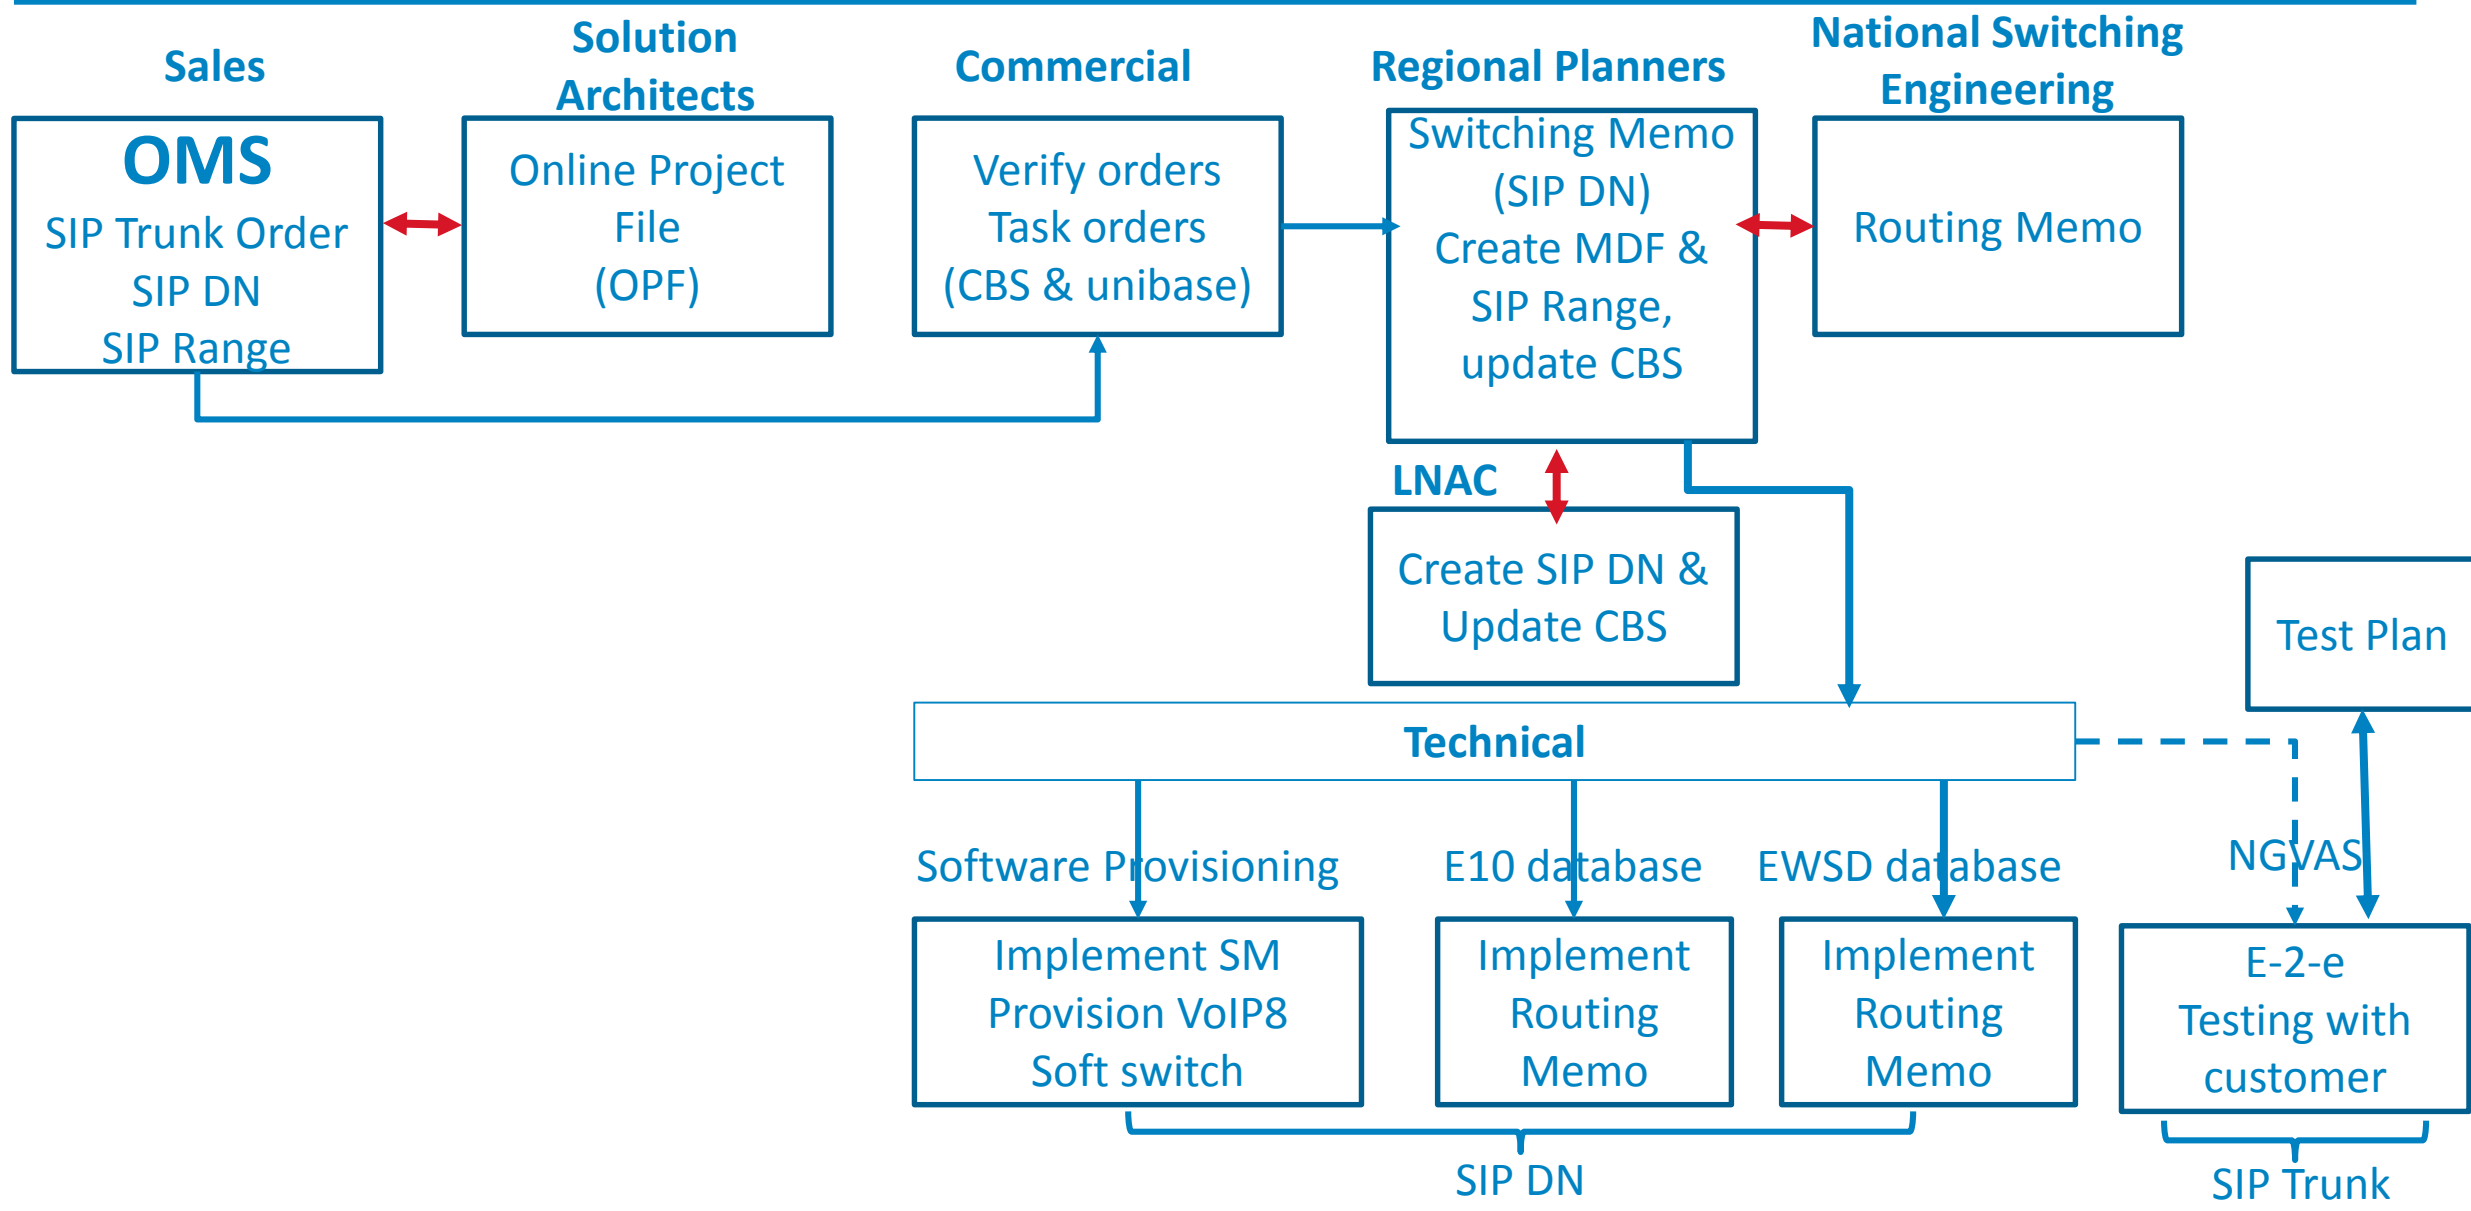 Sales
Solution
Architects
Commercial
Regional Planners
National Switching
Engineering
OMS
SIP Trunk Order
SIP DN
SIP Range
Online Project
File
(OPF)
Verify orders
Task orders
(CBS & unibase)
Switching Memo
(SIP DN)
Create MDF &
SIP Range,
update CBS
Routing Memo
LNAC
Create SIP DN &
Update CBS
Test Plan
Technical
Software Provisioning
E10 database
EWSD database
NGVAS
Implement SM
Provision VoIP8
Soft switch
Implement
Routing
Memo
Implement
Routing
Memo
E-2-e
Testing with
customer
SIP DN
SIP Trunk